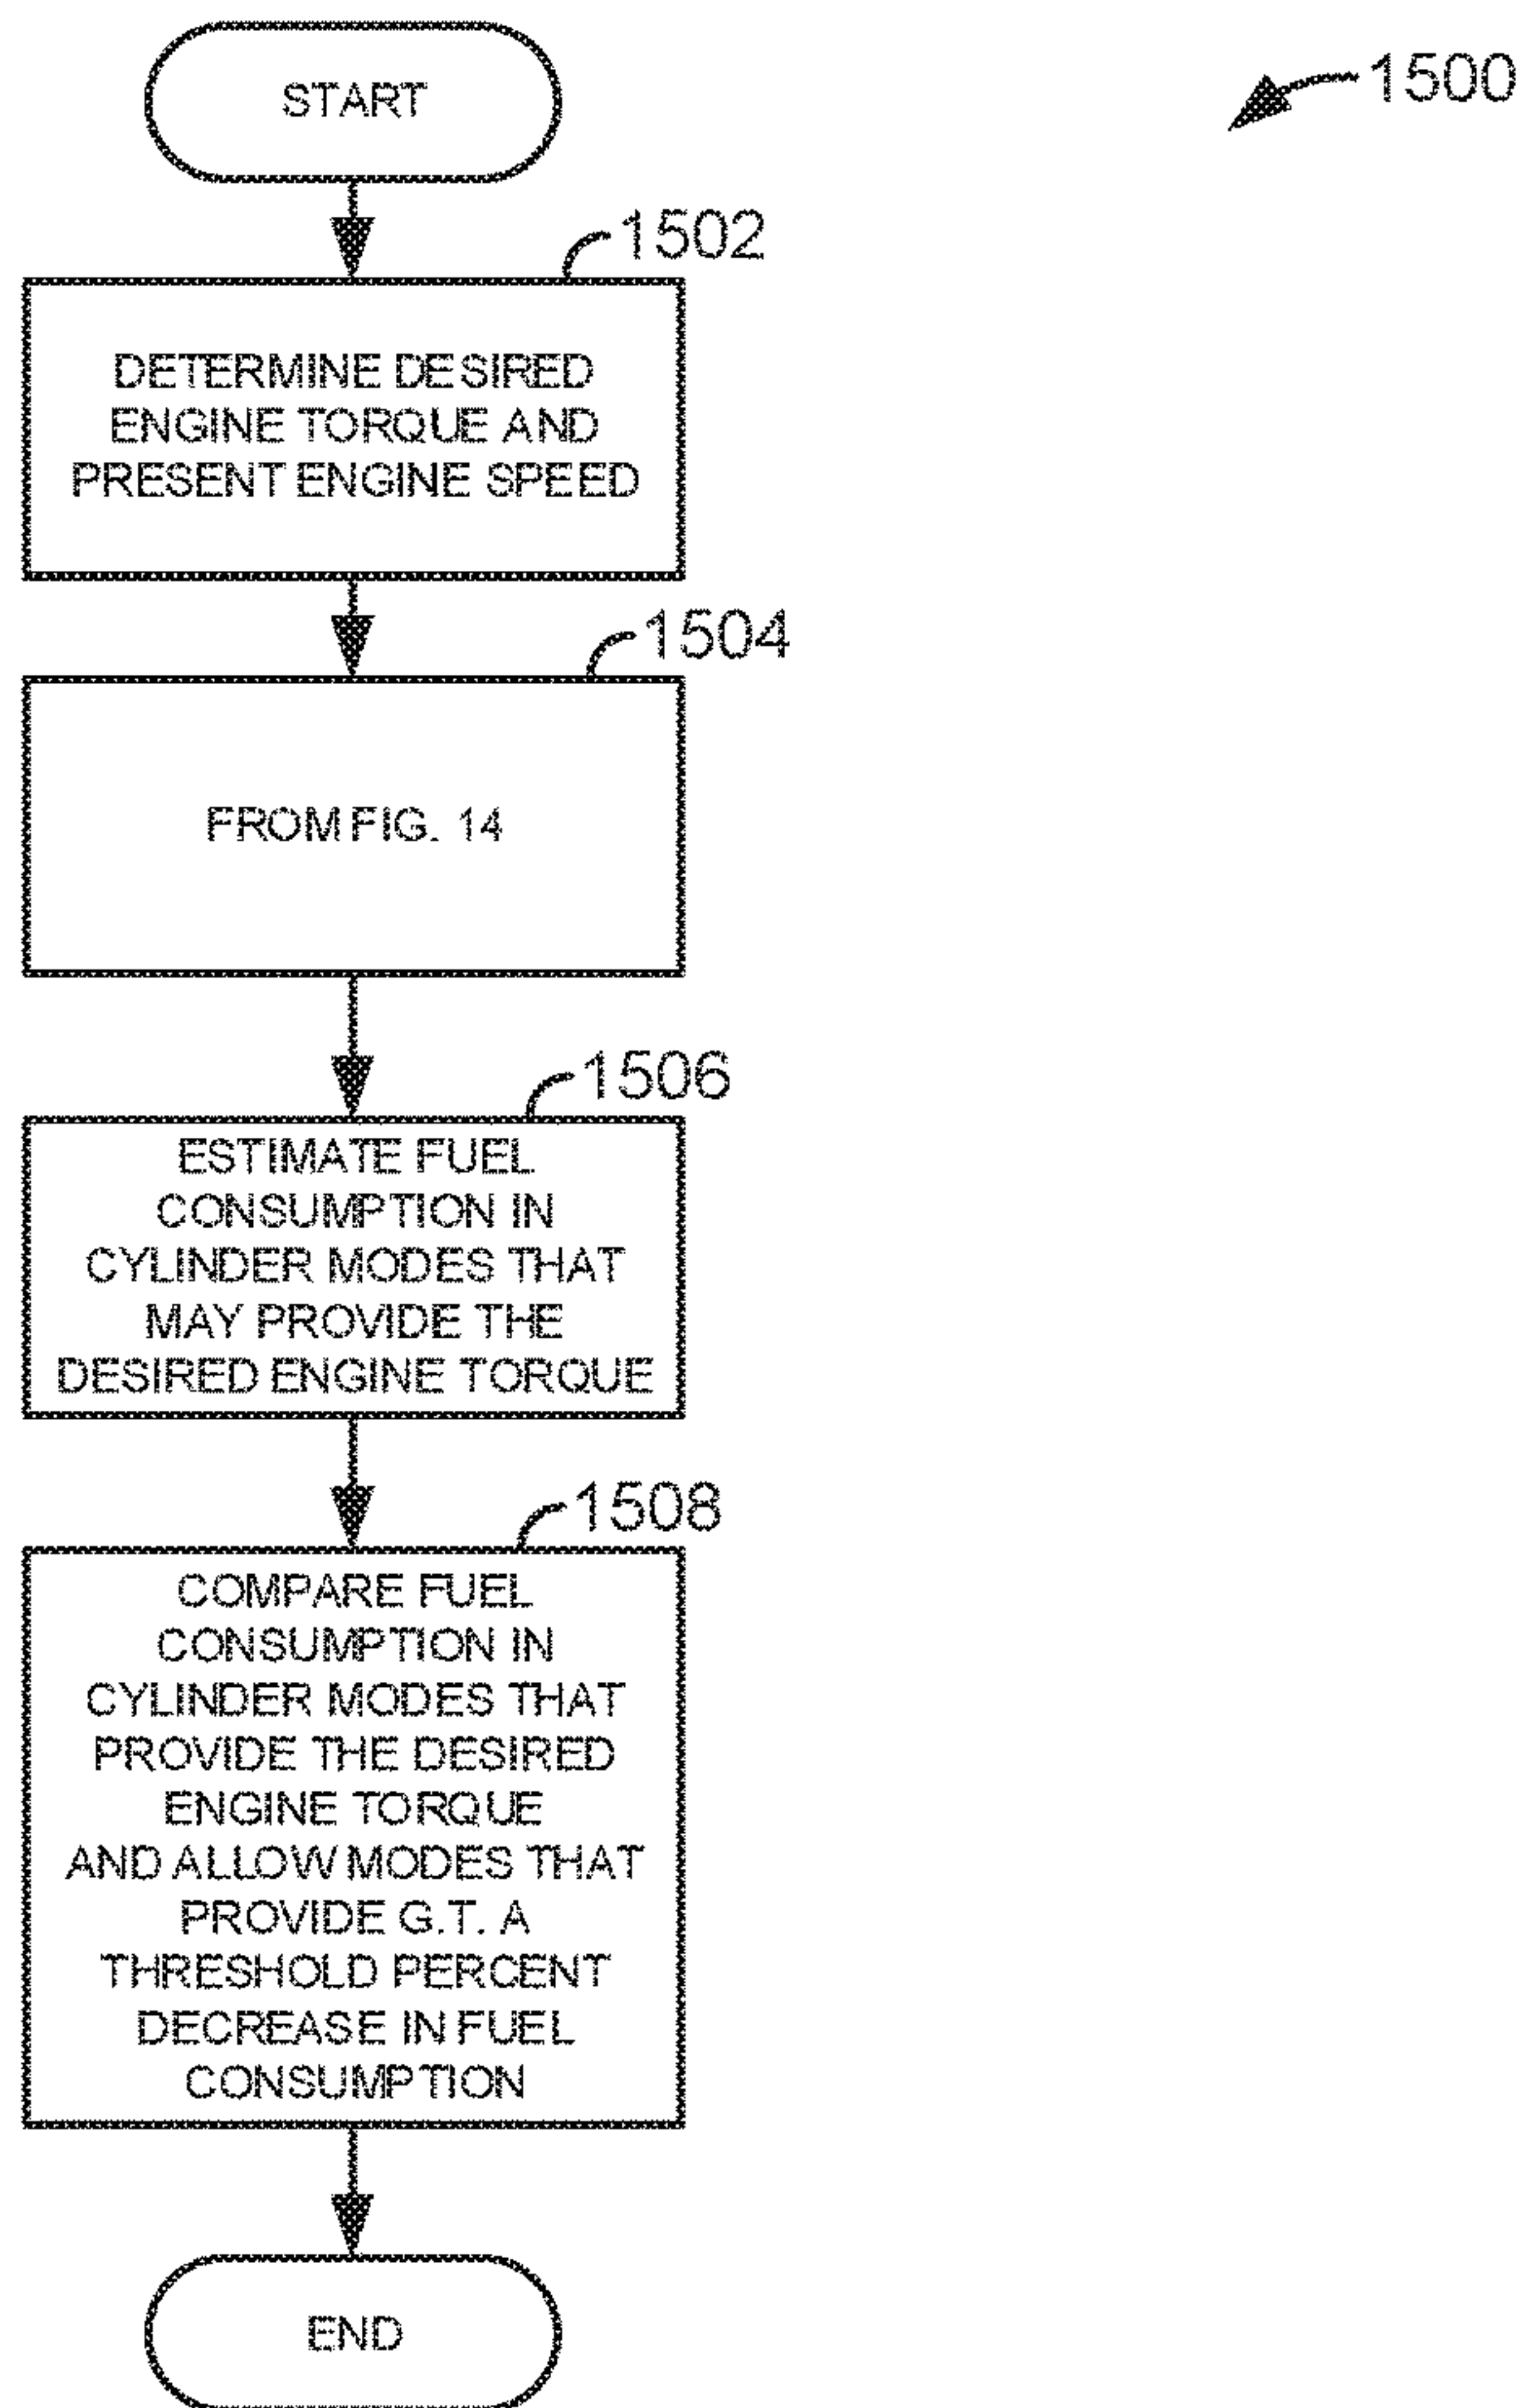 START
1500
1502
DETERMINE DESIRED
ENGINE TORQUE AND
PRESENT ENGINE SPEED
1504
FROM FIG. 14
1506
ESTIMATE FUEL
CONSUMPTION IN
CYLINDER MODES THAT
MAY PROVIDE THE
DESIRED ENGINE TORQUE
1508
COMPARE FUEL
CONSUMPTION IN
CYLINDER MODES THAT
PROVIDE THE DESIRED
ENGINE TORQUE
AND ALLOW MODES THAT
PROVIDE G.T. A
THRESHOLD PERCENT
DECREASE IN FUEL
CONSUMPTION
END